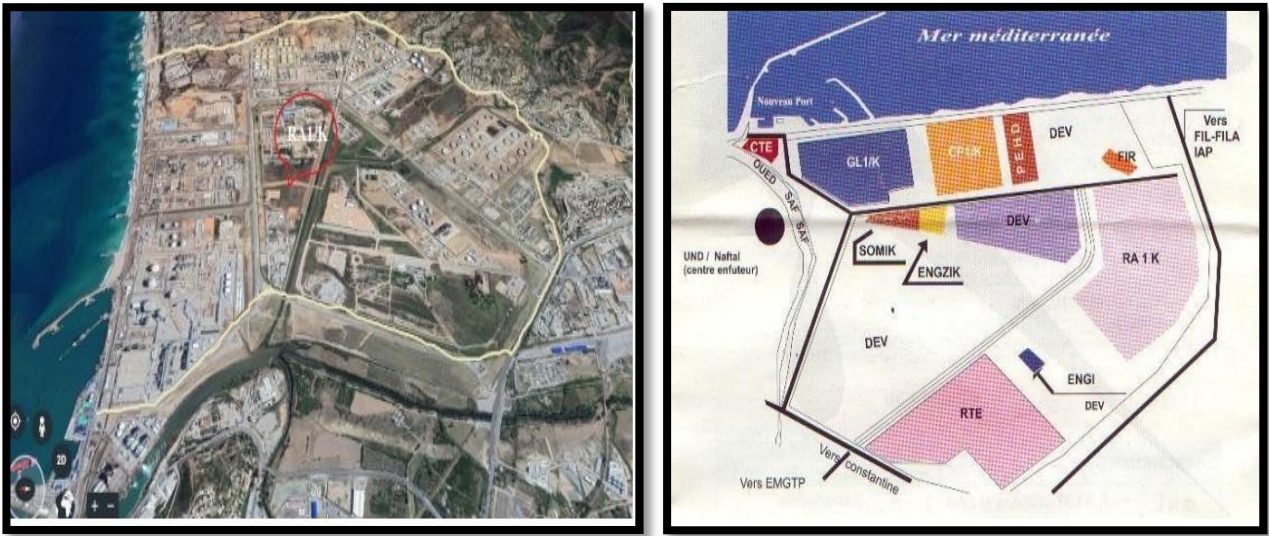 RA1K
2D
Mer méditerranée
Nouveau Port
CTE
GL1/K
CP1/K
PEHD
DEV
FIR
Vers
FIL-FILA
IAP
OUED SAF SAF
UND / Naftal
(centre enfuteur)
SOMIK
ENGZIK
DEV
RA 1 K
DEV
ENGI
DEV
RTE
Vers constantine
Vers EMGTP